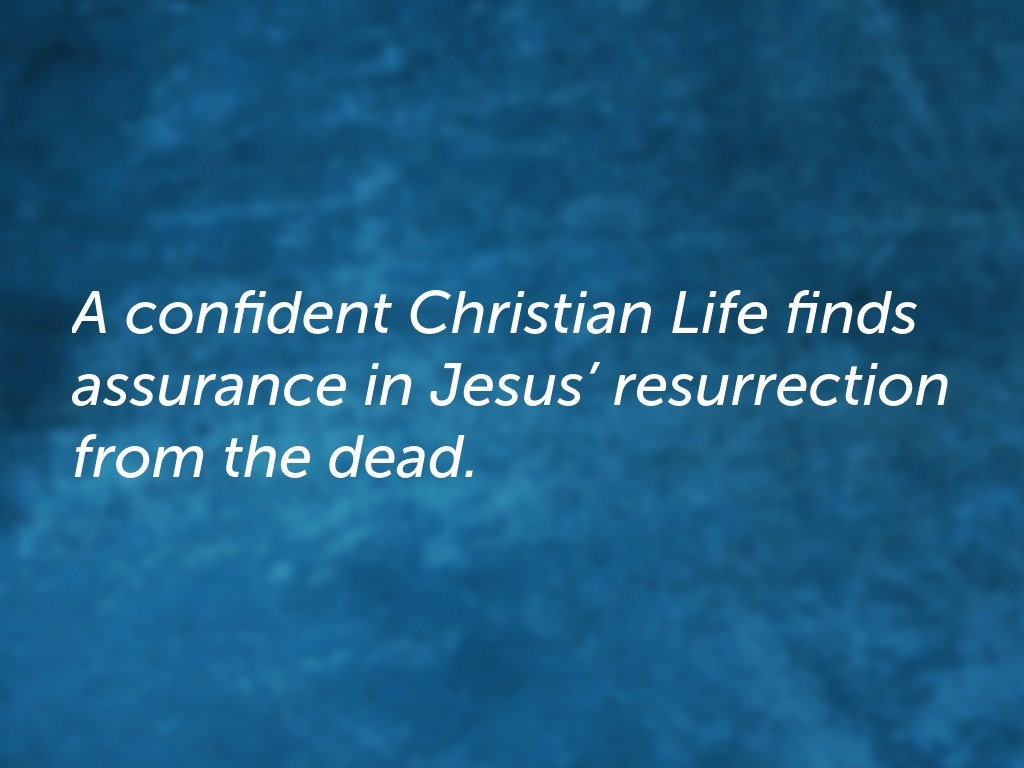 A confident Christian Life finds
assurance in Jesus’ resurrection
from the dead.